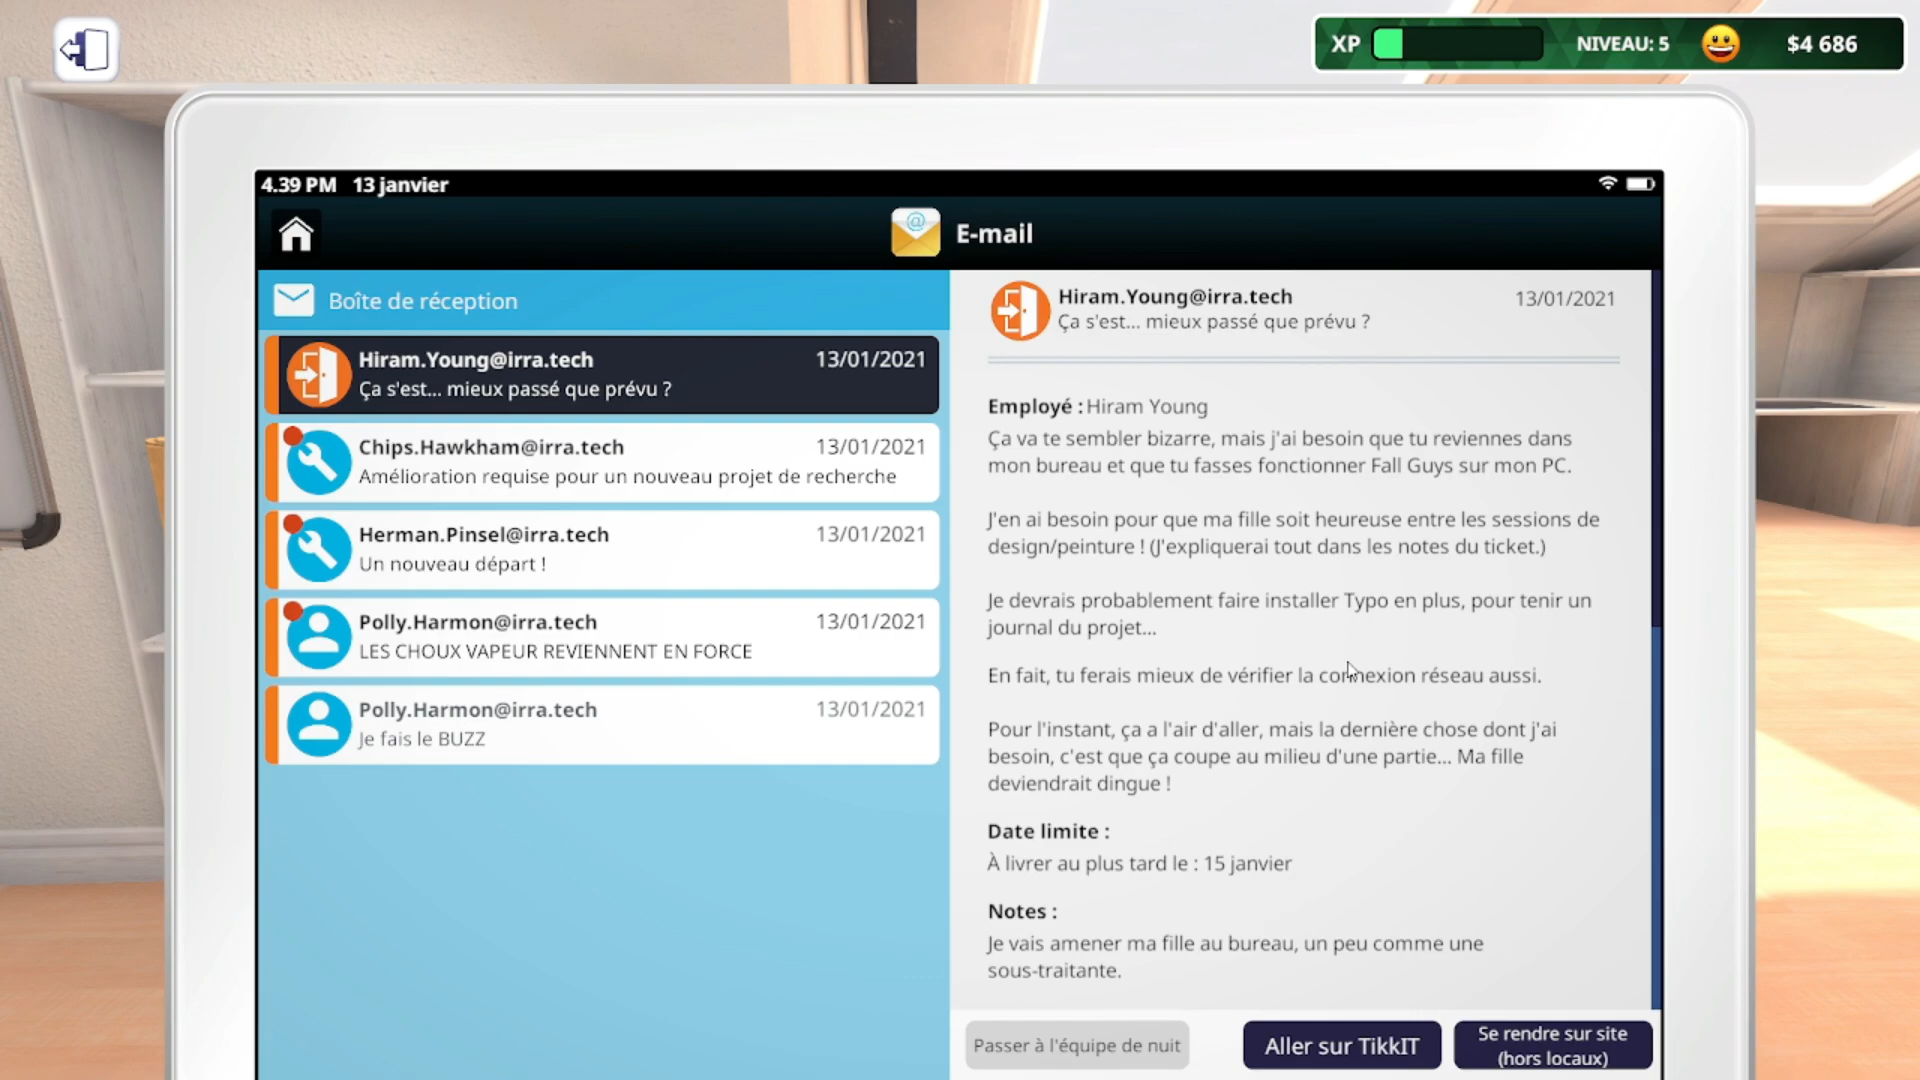 XP
NIVEAU: 5
$4 686
4.39 PM 13 janvier
E-mail
Boîte de réception
Hiram.Young@irra.tech 13/01/2021
Ça s'est... mieux passé que prévu ?
Chips.Hawkham@irra.tech 13/01/2021
Amélioration requise pour un nouveau projet de recherche
Herman.Pinsel@irra.tech 13/01/2021
Un nouveau départ !
Polly.Harmon@irra.tech 13/01/2021
LES CHOUX VAPEUR REVIENNENT EN FORCE
Polly.Harmon@irra.tech 13/01/2021
Je fais le BUZZ
Hiram.Young@irra.tech 13/01/2021
Ça s'est... mieux passé que prévu ?
Employé : Hiram Young
Ça va te sembler bizarre, mais j'ai besoin que tu reviennes dans
mon bureau et que tu fasses fonctionner Fall Guys sur mon PC.
J'en ai besoin pour que ma fille soit heureuse entre les sessions de
design/peinture ! (J'expliquerai tout dans les notes du ticket.)
Je devrais probablement faire installer Typo en plus, pour tenir un
journal du projet...
En fait, tu ferais mieux de vérifier la connexion réseau aussi.
Pour l'instant, ça a l'air d'aller, mais la dernière chose dont j'ai
besoin, c'est que ça coupe au milieu d'une partie... Ma fille
deviendrait dingue !
Date limite :
À livrer au plus tard le : 15 janvier
Notes :
Je vais amener ma fille au bureau, un peu comme une
sous-traitante.
Passer à l'équipe de nuit
Aller sur TikkIT
Se rendre sur site
(hors locaux)